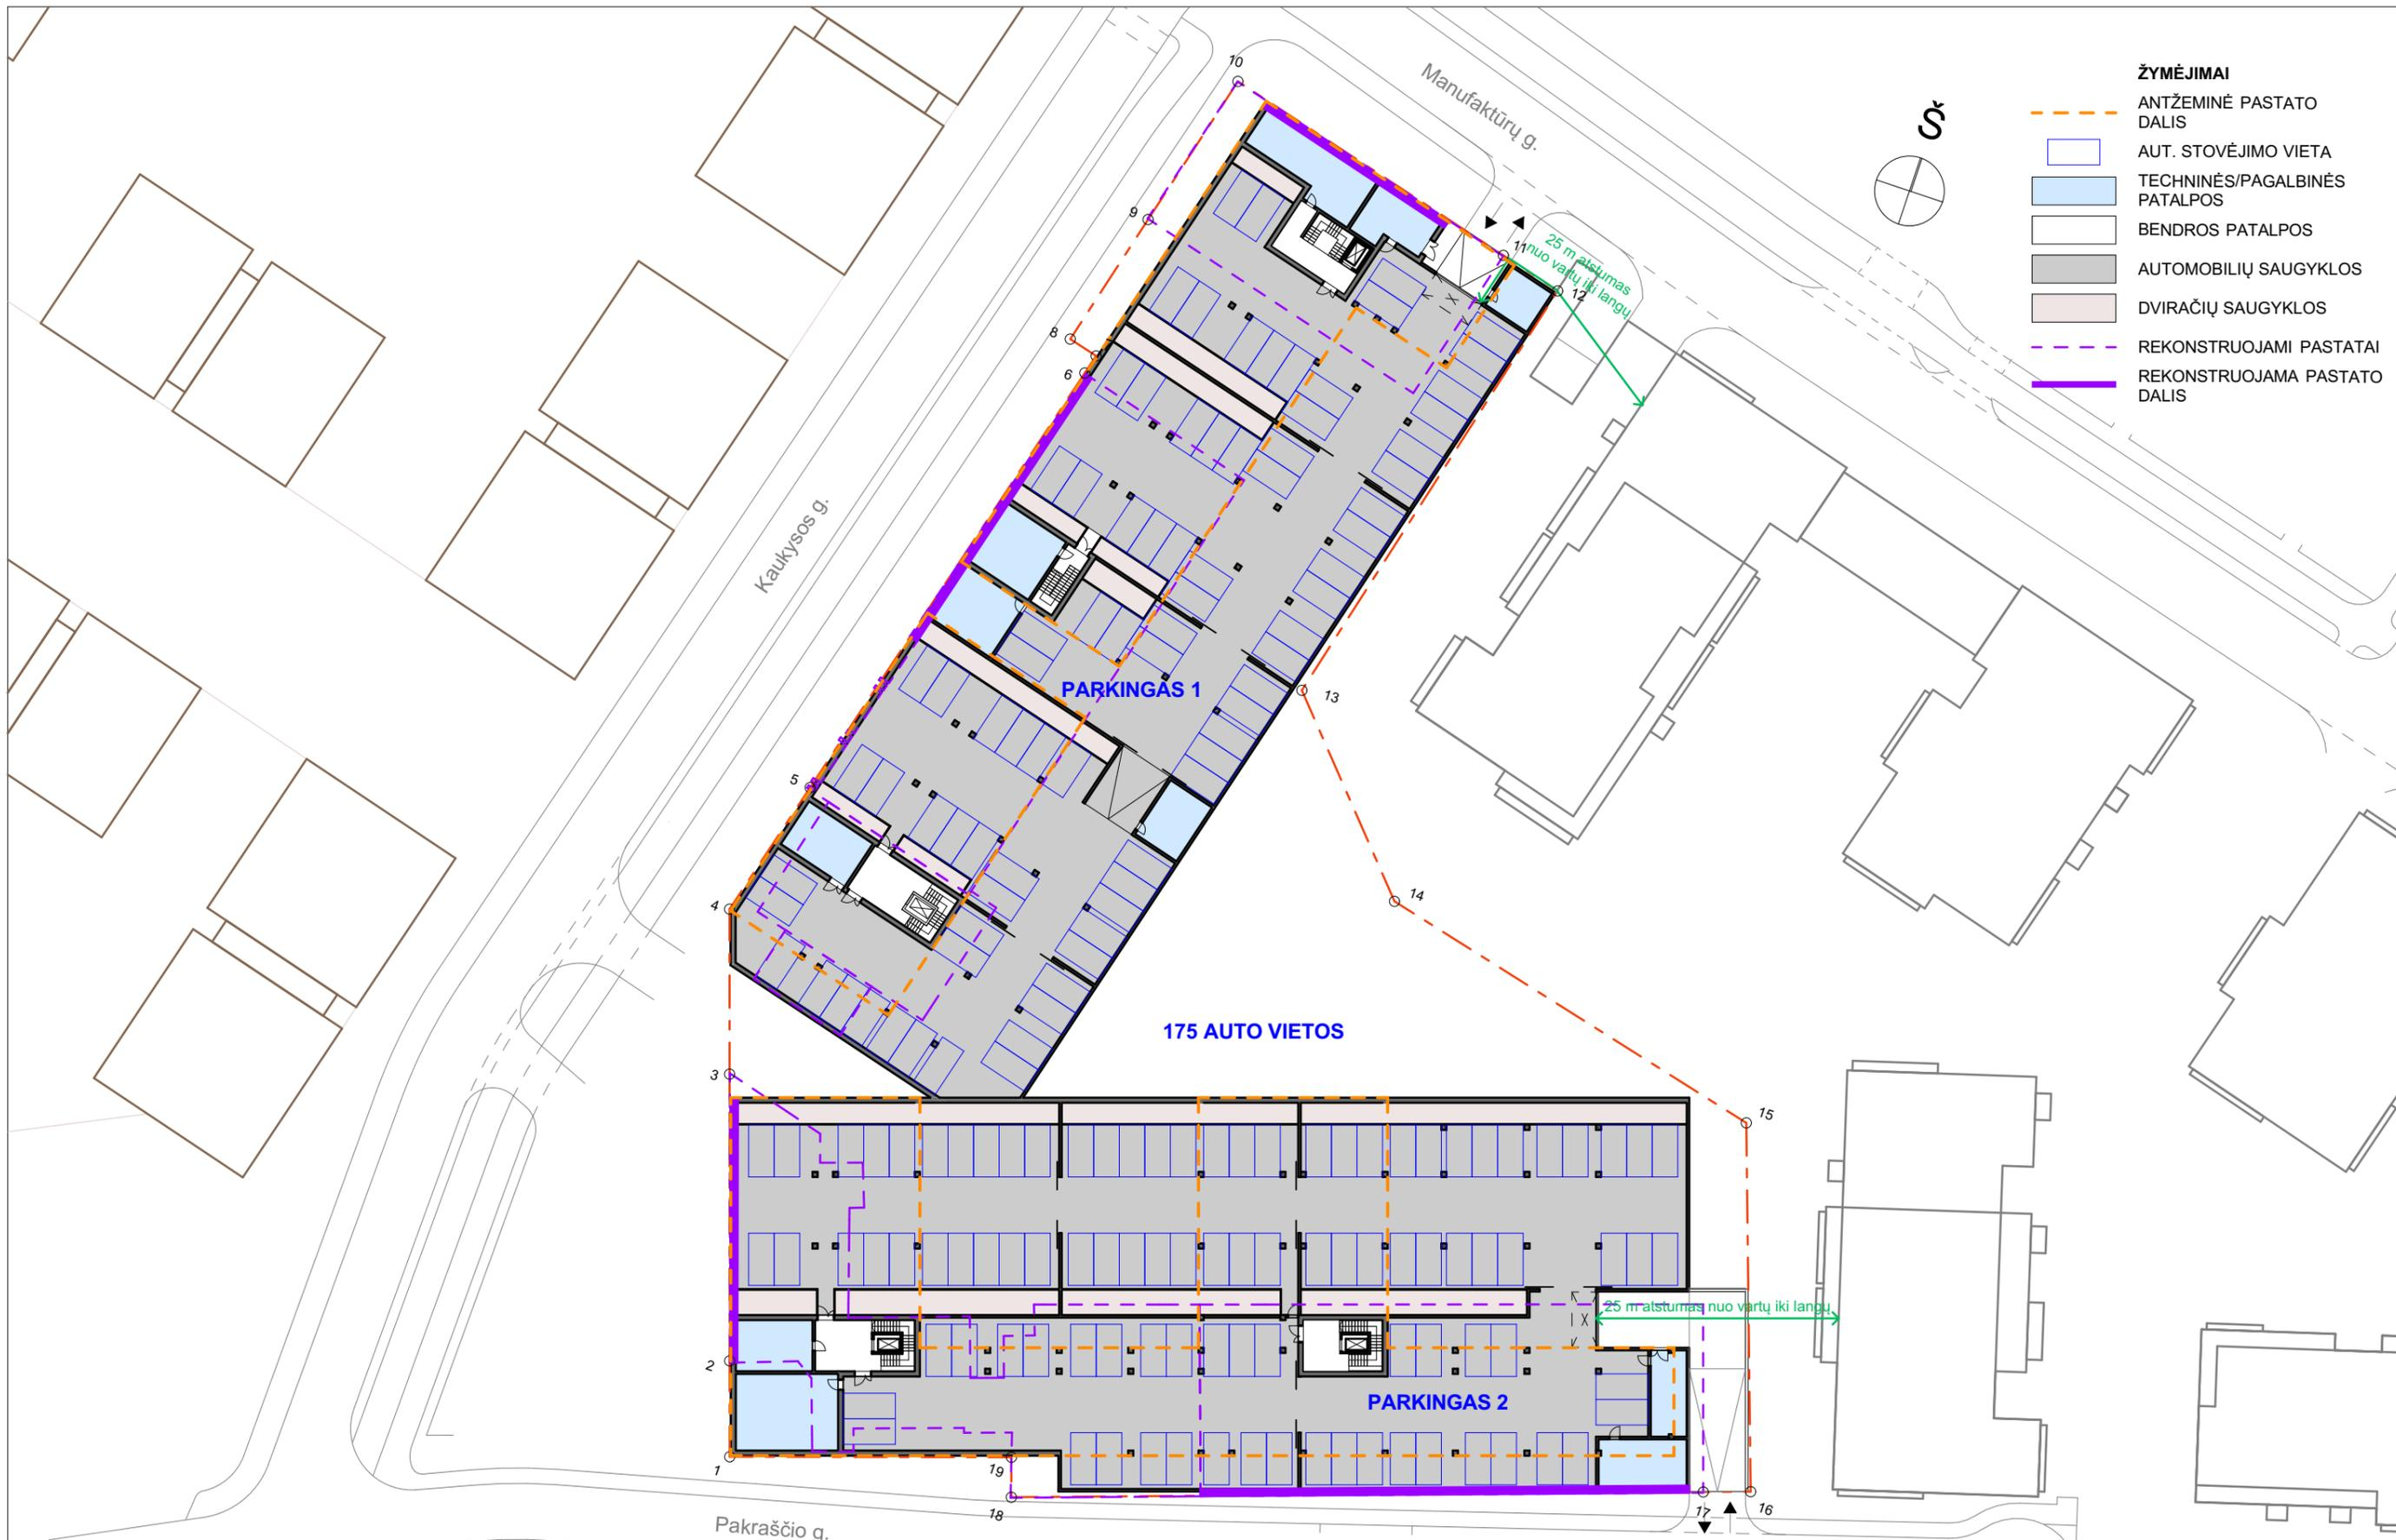 10
Manufaktūrų g.
Š
ŽYMĖJIMAI
ANTŽEMINĖ PASTATO
DALIS
AUT. STOVĖJIMO VIETA
TECHNINĖS/PAGALBINĖS
PATALPOS
BENDROS PATALPOS
AUTOMOBILIŲ SAUGYKLOS
DVIRAČIŲ SAUGYKLOS
REKONSTRUOJAMI PASTATAI
REKONSTRUOJAMA PASTATO
DALIS
9
11
25 m atstumas
nuo vartų iki langų
12
8
6
Kaukysos g.
PARKINGAS 1
13
5
14
4
175 AUTO VIETOS
3
15
25 m atstumas nuo vartų iki langų
2
PARKINGAS 2
1
19
18
17
16
Pakraščio g.